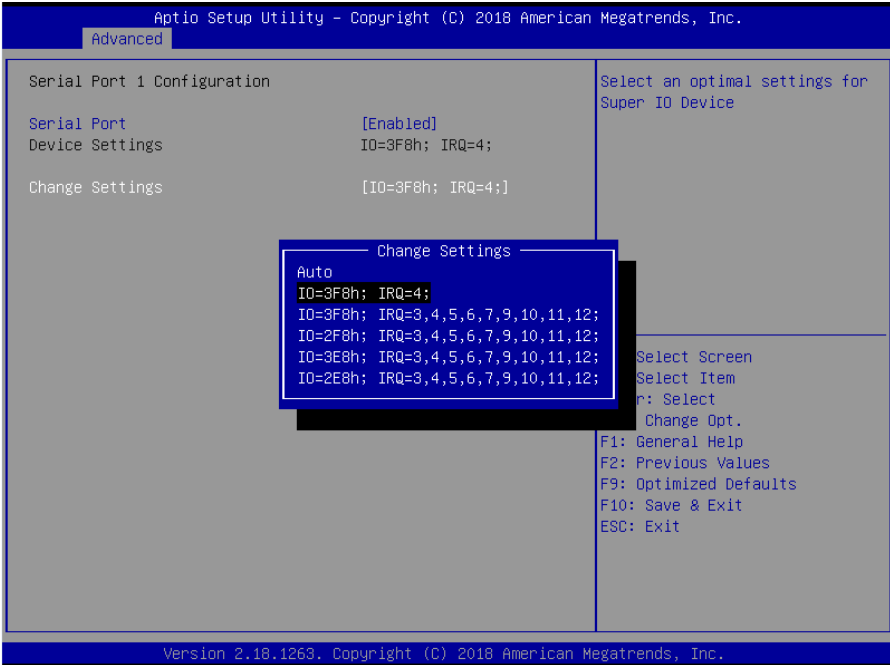 Aptio Setup Utility – Copyright (C) 2018 American Megatrends, Inc.
Advanced
Serial Port 1 Configuration
Serial Port [Enabled]
Device Settings IO=3F8h; IRQ=4;
Change Settings [IO=3F8h; IRQ=4;]
Select an optimal settings for
Super IO Device
Change Settings
Auto
IO=3F8h; IRQ=4;
IO=3F8h; IRQ=3,4,5,6,7,9,10,11,12;
IO=2F8h; IRQ=3,4,5,6,7,9,10,11,12;
IO=3E8h; IRQ=3,4,5,6,7,9,10,11,12;
IO=2E8h; IRQ=3,4,5,6,7,9,10,11,12;
Select Screen
Select Item
r: Select
Change Opt.
F1: General Help
F2: Previous Values
F9: Optimized Defaults
F10: Save & Exit
ESC: Exit
Version 2.18.1263. Copyright (C) 2018 American Megatrends, Inc.